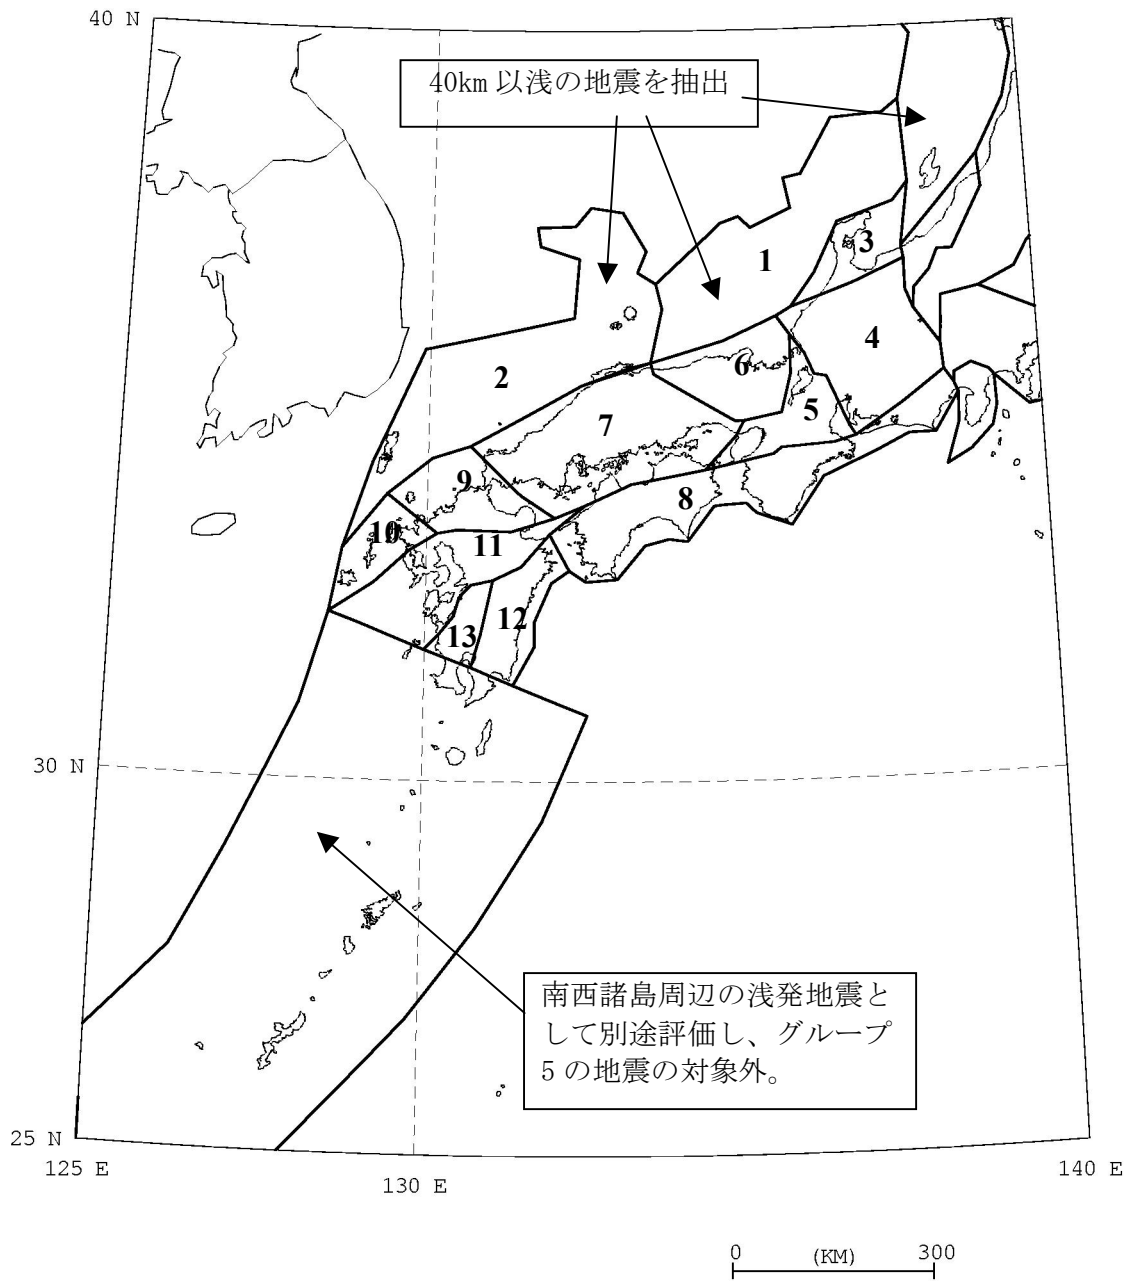 40 N
40km 以浅の地震を抽出
3
1
4
2
6
5
7
9
8
10
11
12
13
30 N
南西諸島周辺の浅発地震と
して別途評価し、グループ
5 の地震の対象外。
25 N
125 E
130 E
140 E
0 (KM) 300